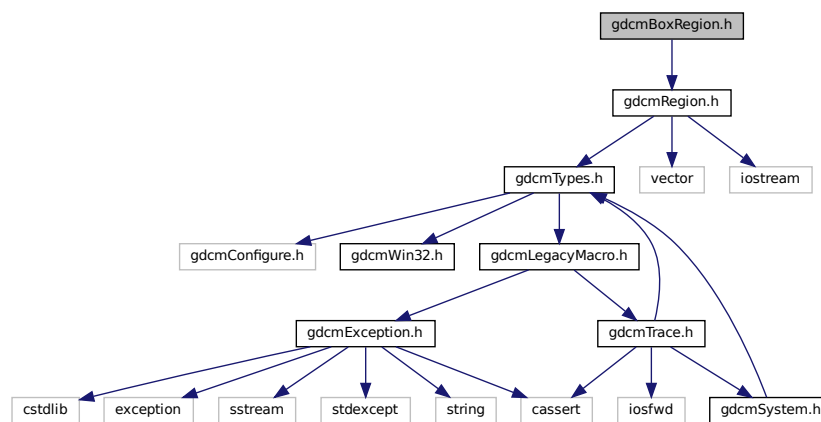 gdcmBoxRegion.h
gdcmRegion.h
gdcmTypes.h
vector
iostream
gdcmConfigure.h
gdcmWin32.h
gdcmLegacyMacro.h
gdcmException.h
gdcmTrace.h
cstdlib
exception
sstream
stdexcept
string
cassert
iosfwd
gdcmSystem.h